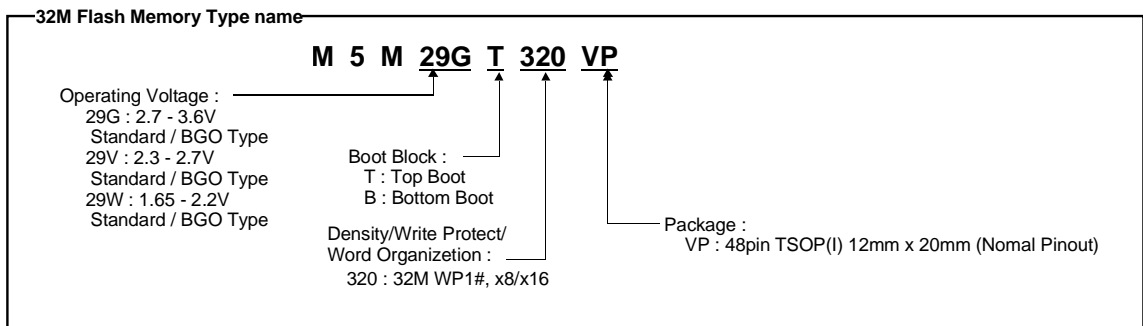 32M Flash Memory Type name
M 5 M 29G T 320 VP
Operating Voltage :
29G : 2.7 - 3.6V
Standard / BGO Type
29V : 2.3 - 2.7V
Standard / BGO Type
29W : 1.65 - 2.2V
Standard / BGO Type
Boot Block :
T : Top Boot
B : Bottom Boot
Density/Write Protect/
Word Organizetion :
320 : 32M WP1#, x8/x16
Package :
VP : 48pin TSOP(I) 12mm x 20mm (Nomal Pinout)